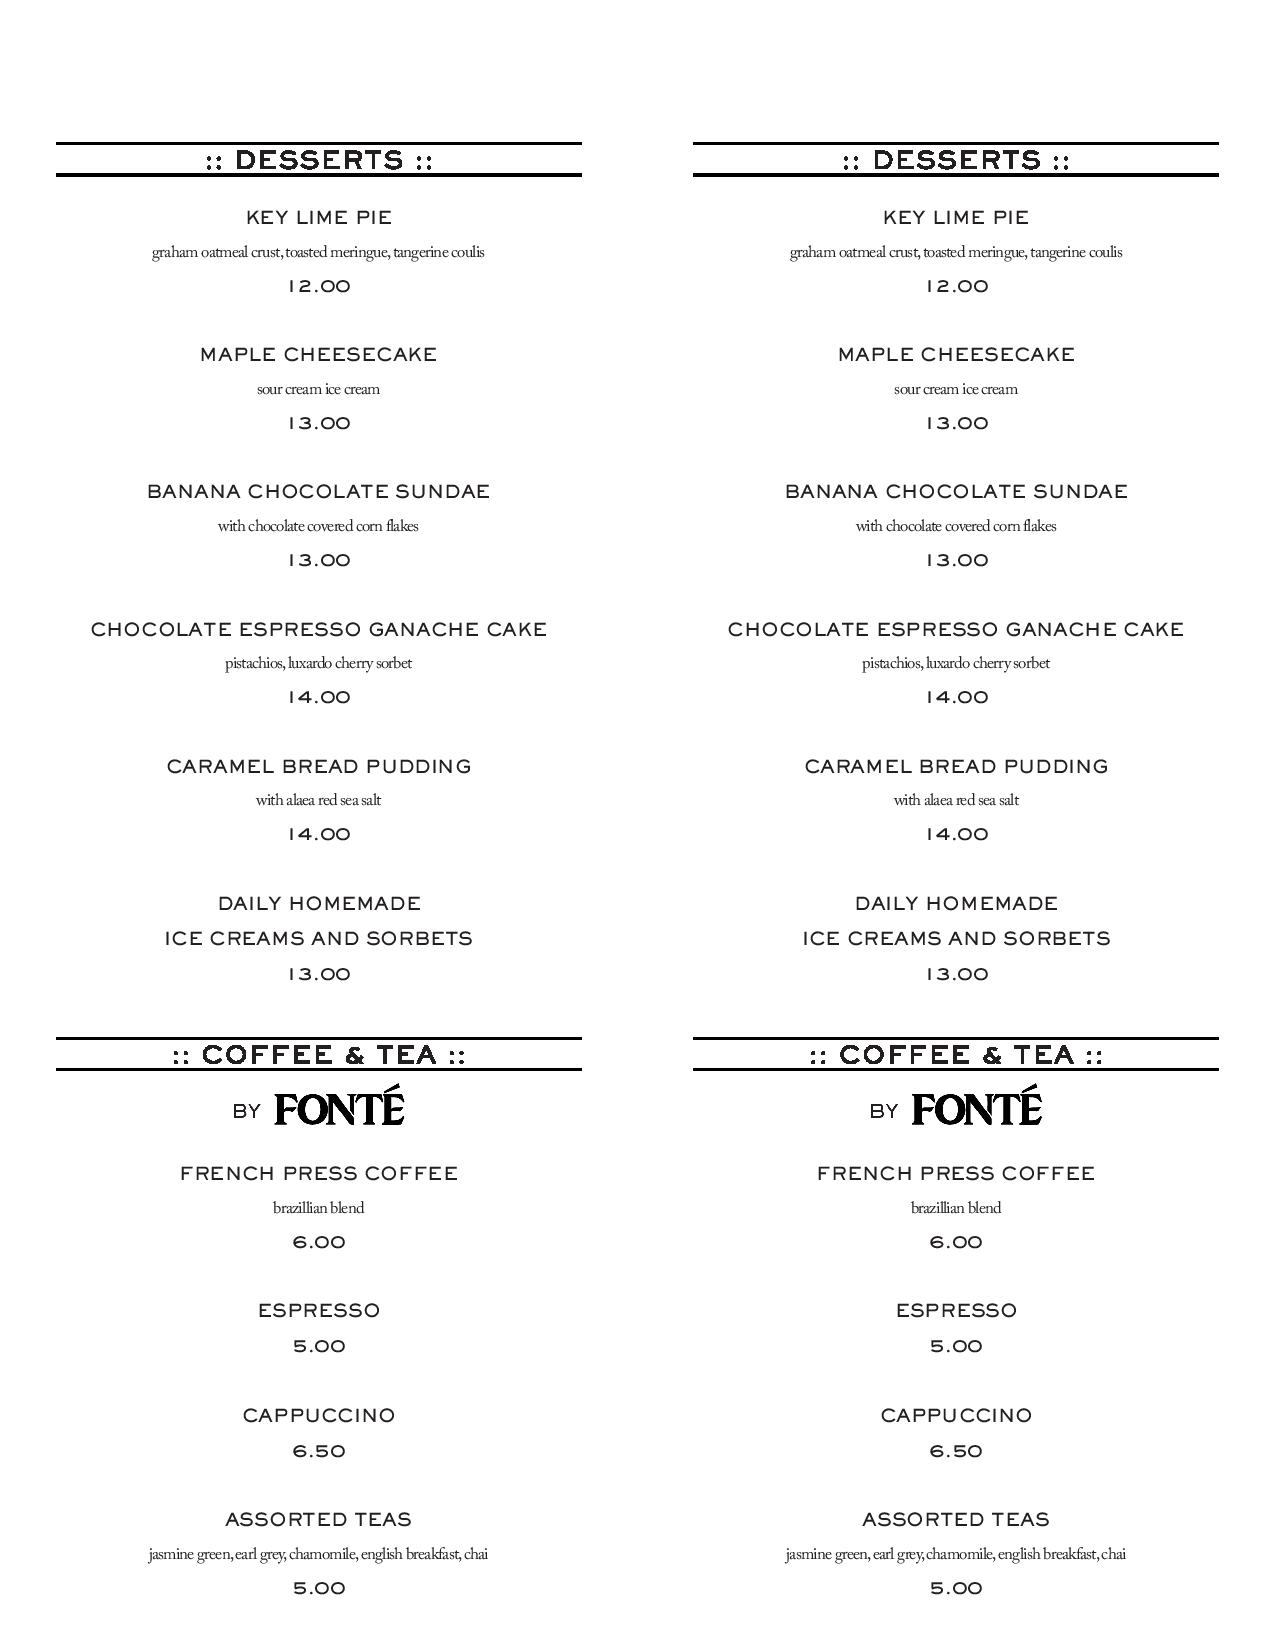 :: DESSERTS ::
KEY LIME PIE
graham oatmeal crust, toasted meringue, tangerine coulis
12.00
MAPLE CHEESECAKE
sour cream ice cream
13.00
BANANA CHOCOLATE SUNDAE
with chocolate covered corn flakes
13.00
CHOCOLATE ESPRESSO GANACHE CAKE
pistachios, luxardo cherry sorbet
14.00
CARAMEL BREAD PUDDING
with alaea red sea salt
14.00
DAILY HOMEMADE
ICE CREAMS AND SORBETS
13.00
:: COFFEE & TEA ::
BY FONTÉ
FRENCH PRESS COFFEE
brazillian blend
6.00
ESPRESSO
5.00
CAPPUCCINO
6.50
ASSORTED TEAS
jasmine green, earl grey, chamomile, english breakfast, chai
5.00
:: DESSERTS ::
KEY LIME PIE
graham oatmeal crust, toasted meringue, tangerine coulis
12.00
MAPLE CHEESECAKE
sour cream ice cream
13.00
BANANA CHOCOLATE SUNDAE
with chocolate covered corn flakes
13.00
CHOCOLATE ESPRESSO GANACHE CAKE
pistachios, luxardo cherry sorbet
14.00
CARAMEL BREAD PUDDING
with alaea red sea salt
14.00
DAILY HOMEMADE
ICE CREAMS AND SORBETS
13.00
:: COFFEE & TEA ::
BY FONTÉ
FRENCH PRESS COFFEE
brazillian blend
6.00
ESPRESSO
5.00
CAPPUCCINO
6.50
ASSORTED TEAS
jasmine green, earl grey, chamomile, english breakfast, chai
5.00